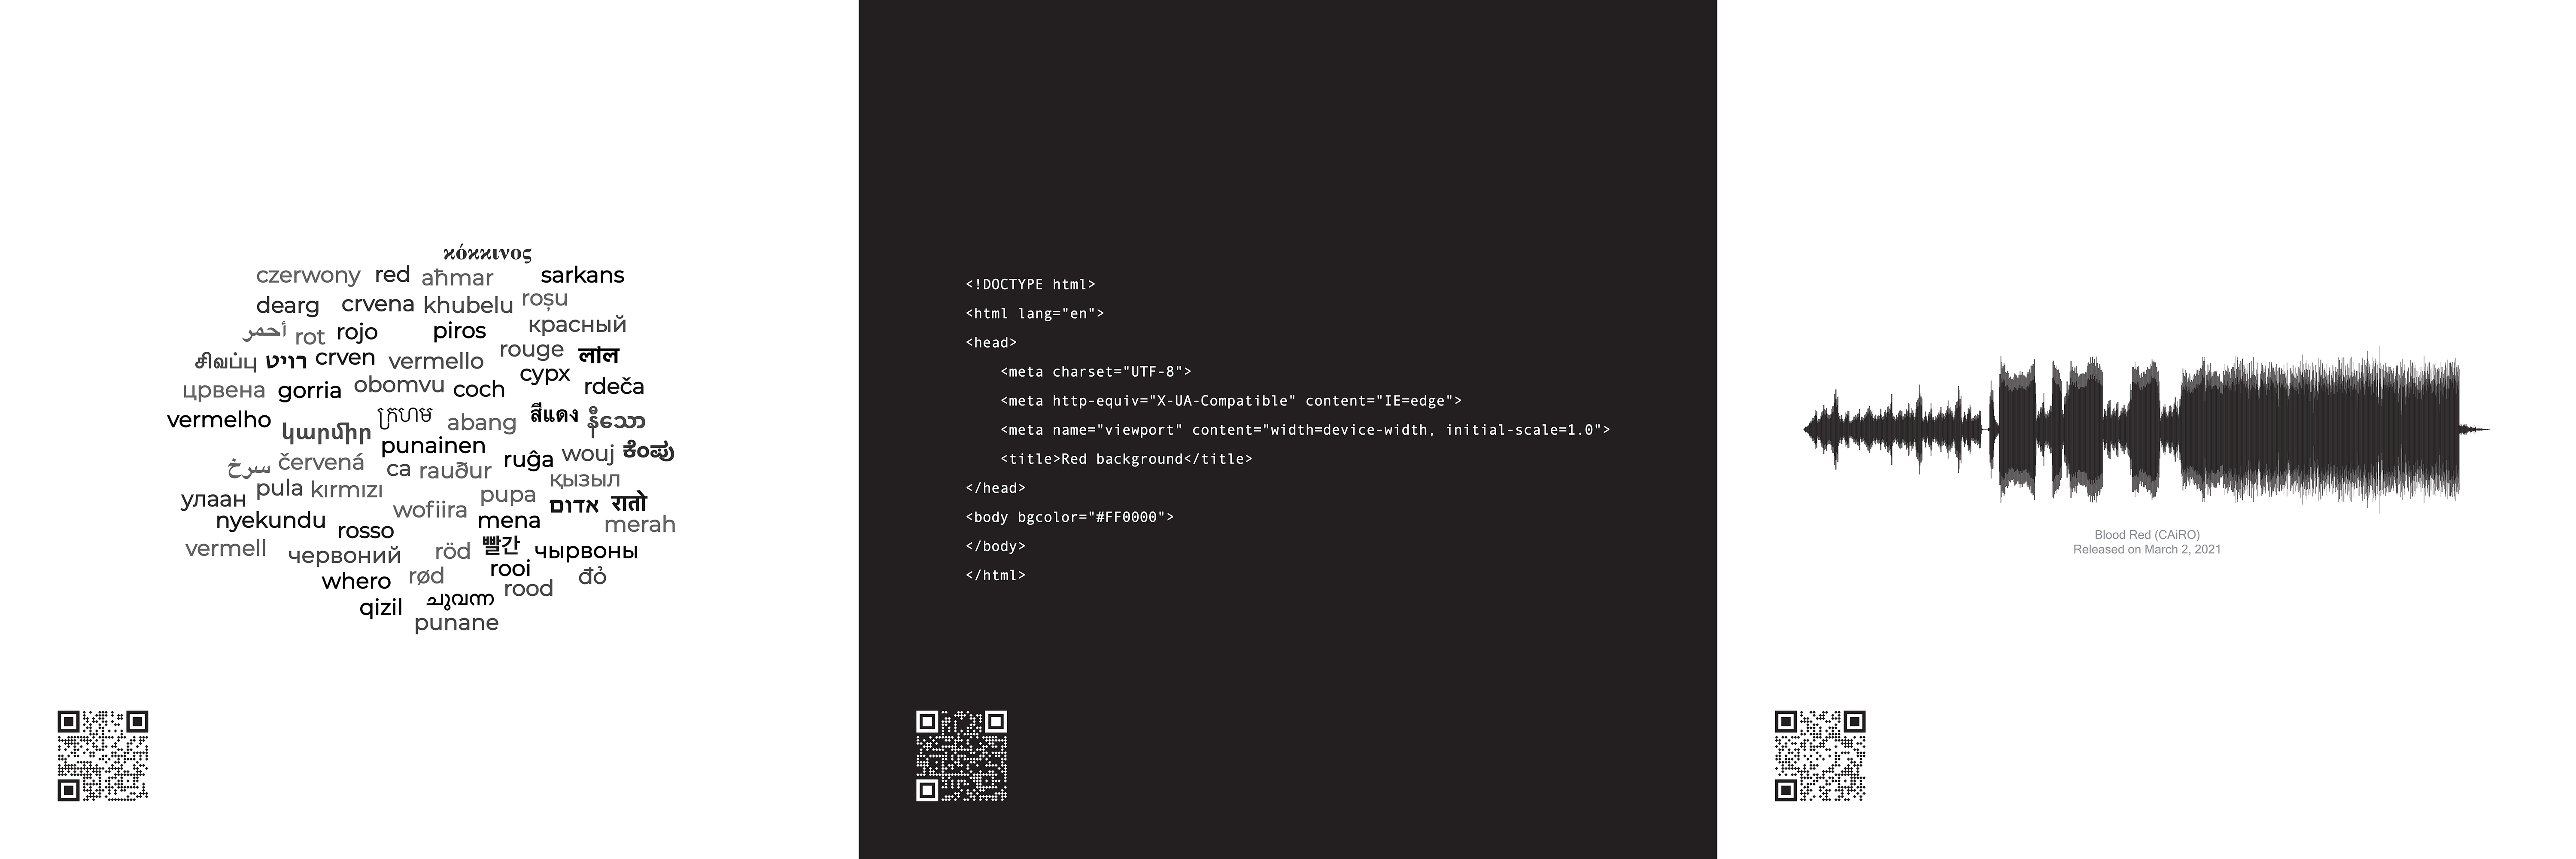 κόκκινος
czerwony red aħmar sarkans
dearg crvena khubelu roșu
أحمر rot rojo piros красный
சிவப்பு רויט crven vermello rouge लाल
црвена gorria obomvu coch сурх rdeča
vermelho կարմիր ក្រហម abang สีแดง နီသော
punainen
سرخ červená ca rauður ruĝa wouj ಕೆಂಪು
улаан pula kırmızı pupa қызыл
nyekundu rosso wofiira mena אדום रातो merah
vermell червоний röd 빨간 чырвоны
whero rød rooi đỏ
qizil ചുവന്ന rood
punane
<!DOCTYPE html>
<html lang="en">
<head>
<meta charset="UTF-8">
<meta http-equiv="X-UA-Compatible" content="IE=edge">
<meta name="viewport" content="width=device-width, initial-scale=1.0">
<title>Red background</title>
</head>
<body bgcolor="#FF0000">
</body>
</html>
Blood Red (CAiRO)
Released on March 2, 2021